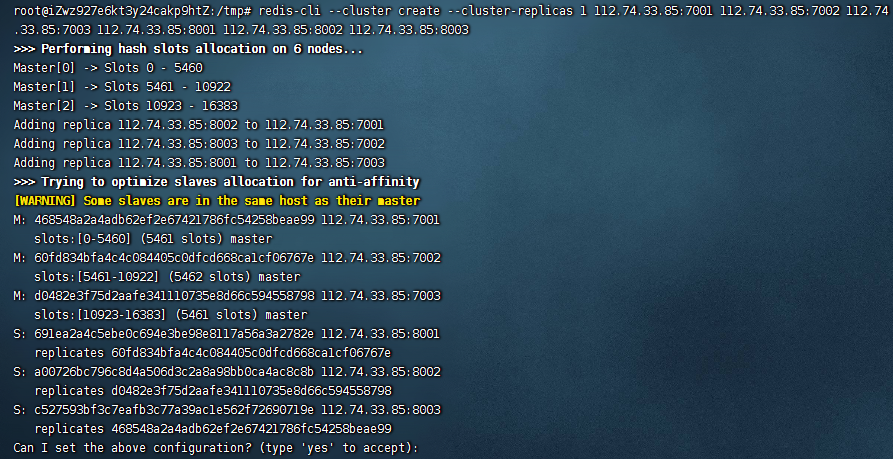 root@iZwz927e6kt3y24cakp9htZ:/tmp# redis-cli --cluster create --cluster-replicas 1 112.74.33.85:7001 112.74.33.85:7002 112.74
.33.85:7003 112.74.33.85:8001 112.74.33.85:8002 112.74.33.85:8003
>>> Performing hash slots allocation on 6 nodes...
Master[0] -> Slots 0 - 5460
Master[1] -> Slots 5461 - 10922
Master[2] -> Slots 10923 - 16383
Adding replica 112.74.33.85:8002 to 112.74.33.85:7001
Adding replica 112.74.33.85:8003 to 112.74.33.85:7002
Adding replica 112.74.33.85:8001 to 112.74.33.85:7003
>>> Trying to optimize slaves allocation for anti-affinity
[WARNING] Some slaves are in the same host as their master
M: 468548a2a4adb62ef2e67421786fc54258beae99 112.74.33.85:7001
   slots:[0-5460] (5461 slots) master
M: 60fd834bfa4c4c084405c0dfcd668ca1cf06767e 112.74.33.85:7002
   slots:[5461-10922] (5462 slots) master
M: d0482e3f75d2aafe341110735e8d66c594558798 112.74.33.85:7003
   slots:[10923-16383] (5461 slots) master
S: 691ea2a4c5ebe0c694e3be98e8117a56a3a2782e 112.74.33.85:8001
   replicates 60fd834bfa4c4c084405c0dfcd668ca1cf06767e
S: a00726bc796c8d4a506d3c2a8a98bb0ca4ac8c8b 112.74.33.85:8002
   replicates d0482e3f75d2aafe341110735e8d66c594558798
S: c527593bf3c7eafb3c77a39ac1e562f72690719e 112.74.33.85:8003
   replicates 468548a2a4adb62ef2e67421786fc54258beae99
Can I set the above configuration? (type 'yes' to accept):